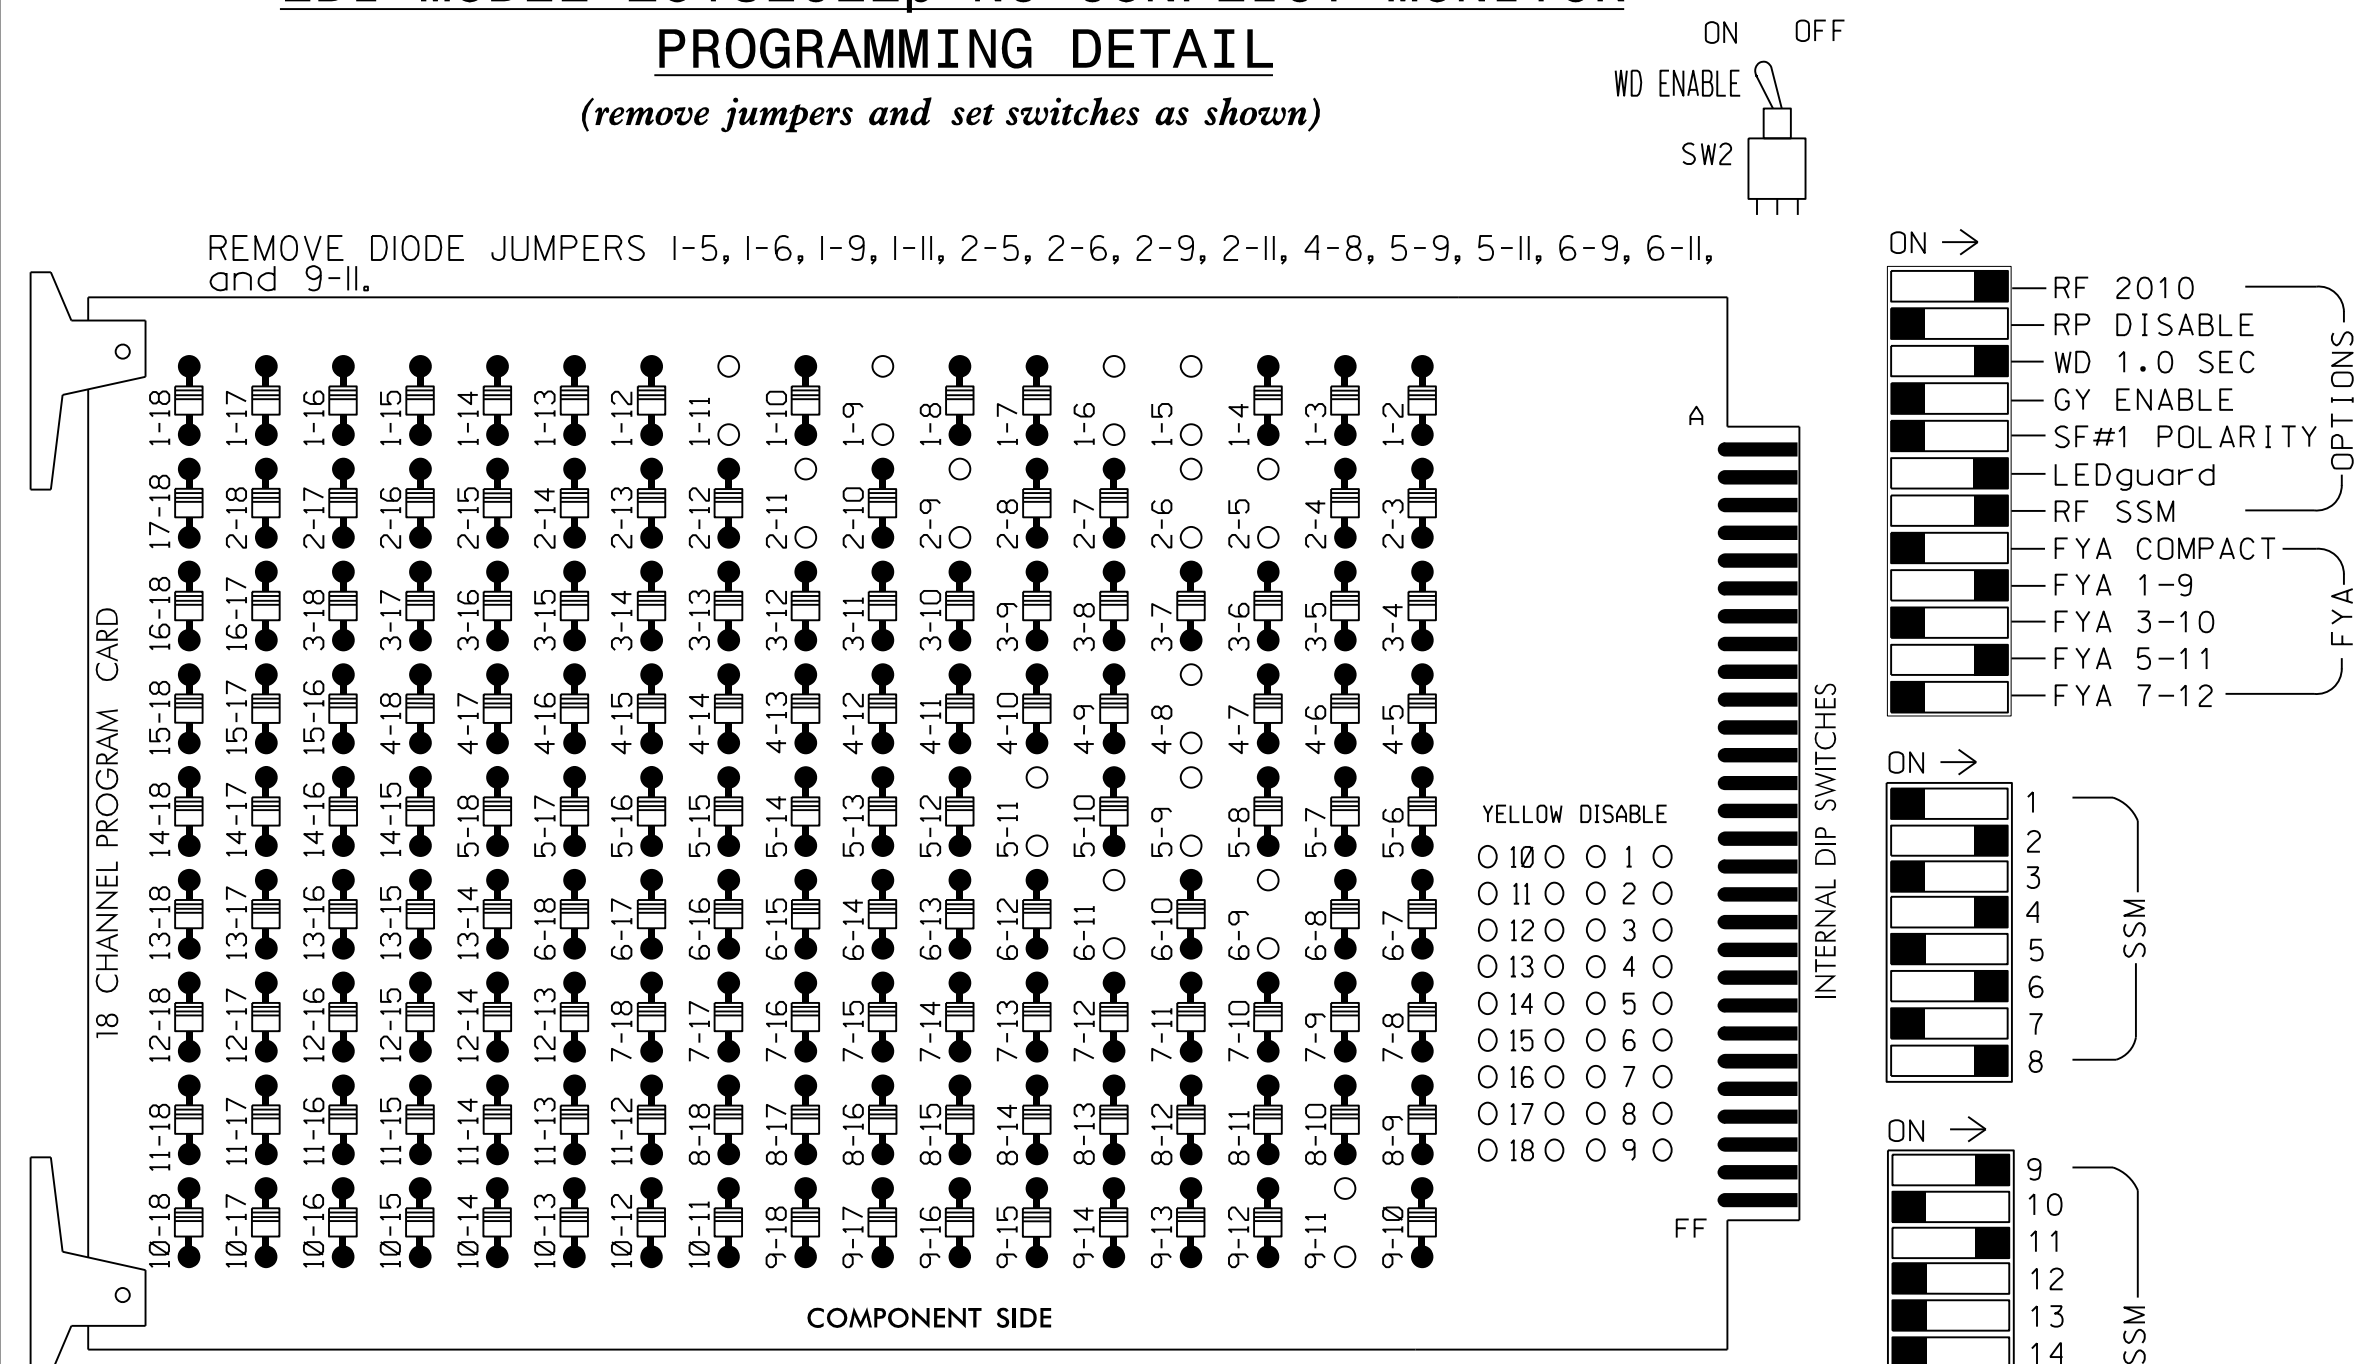 PROGRAMMING DETAIL
(remove jumpers and set switches as shown)
ON OFF
WD ENABLE
SW2
REMOVE DIODE JUMPERS 1-5, 1-6, 1-9, 1-11, 2-5, 2-6, 2-9, 2-11, 4-8, 5-9, 5-11, 6-9, 6-11,
and 9-11.
18 CHANNEL PROGRAM CARD
1-18 1-17 1-16 1-15 1-14 1-13 1-12 1-11 1-10 1-9 1-8 1-7 1-6 1-5 1-4 1-3 1-2
17-18 2-18 2-17 2-16 2-15 2-14 2-13 2-12 2-11 2-10 2-9 2-8 2-7 2-6 2-5 2-4 2-3
16-18 16-17 3-18 3-17 3-16 3-15 3-14 3-13 3-12 3-11 3-10 3-9 3-8 3-7 3-6 3-5 3-4
15-18 15-17 15-16 4-18 4-17 4-16 4-15 4-14 4-13 4-12 4-11 4-10 4-9 4-8 4-7 4-6 4-5
14-18 14-17 14-16 14-15 5-18 5-17 5-16 5-15 5-14 5-13 5-12 5-11 5-10 5-9 5-8 5-7 5-6
13-18 13-17 13-16 13-15 13-14 6-18 6-17 6-16 6-15 6-14 6-13 6-12 6-11 6-10 6-9 6-8 6-7
12-18 12-17 12-16 12-15 12-14 12-13 7-18 7-17 7-16 7-15 7-14 7-13 7-12 7-11 7-10 7-9 7-8
11-18 11-17 11-16 11-15 11-14 11-13 11-12 8-18 8-17 8-16 8-15 8-14 8-13 8-12 8-11 8-10 8-9
10-18 10-17 10-16 10-15 10-14 10-13 10-12 10-11 9-18 9-17 9-16 9-15 9-14 9-13 9-12 9-11 9-10
YELLOW DISABLE
10 1
11 2
12 3
13 4
14 5
15 6
16 7
17 8
18 9
A
FF
COMPONENT SIDE
INTERNAL DIP SWITCHES
ON
RF 2010
RP DISABLE
WD 1.0 SEC
GY ENABLE
SF#1 POLARITY
LEDguard
RF SSM
OPTIONS
FYA COMPACT
FYA 1-9
FYA 3-10
FYA 5-11
FYA 7-12
FYA
ON
1
2
3
4
5
6
7
8
SSM
ON
9
10
11
12
13
14
SSM